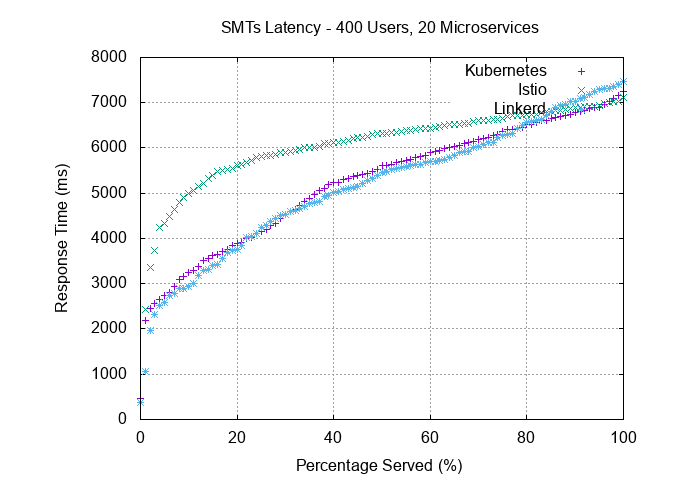 SMTs Latency - 400 Users, 20 Microservices
8000
7000
6000
5000
4000
3000
2000
1000
0
Response Time (ms)
Kubernetes
Istio
Linkerd
0 20 40 60 80 100
Percentage Served (%)